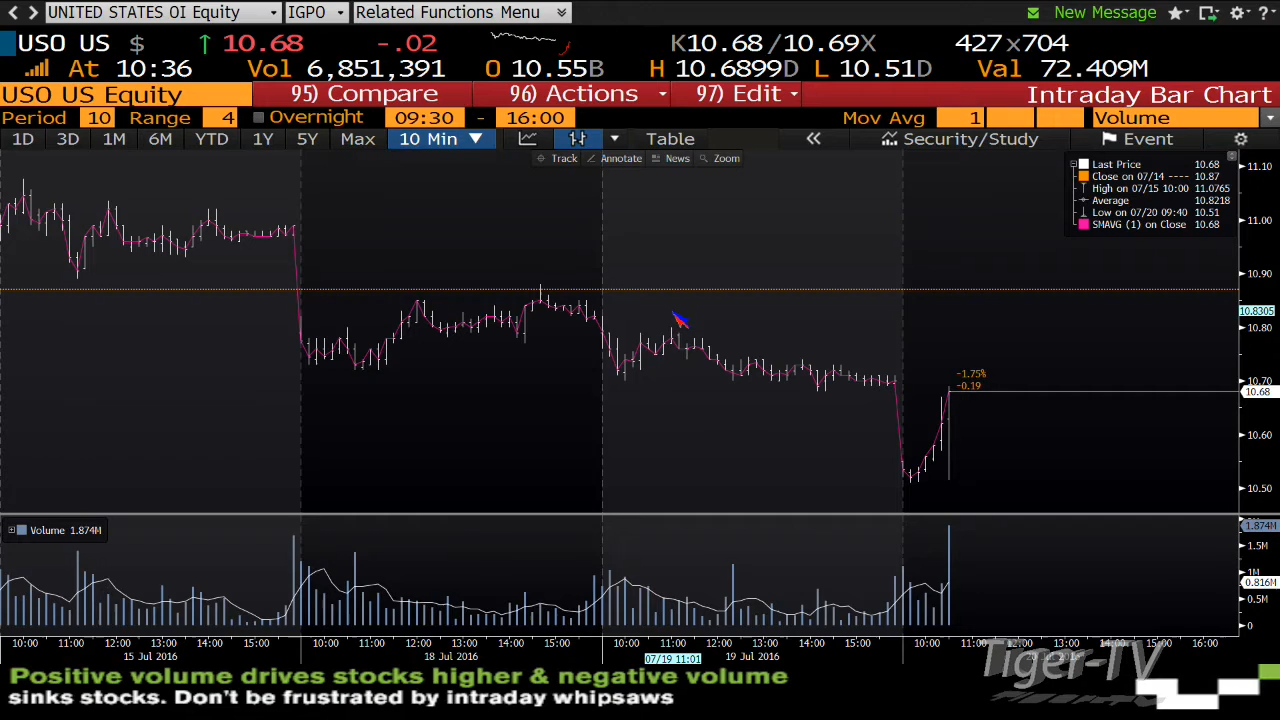 UNITED STATES OI Equity IGPO Related Functions Menu New Message
USO US $ ↑ 10.68 -.02 K10.68/10.69X 427x704
At 10:36 Vol 6,851,391 O 10.55B H 10.6899D L 10.51D Val 72.409M
USO US Equity 95) Compare 96) Actions 97) Edit Intraday Bar Chart
Period 10 Range 4 Overnight 09:30 - 16:00 Mov Avg 1 Volume
1D 3D 1M 6M YTD 1Y 5Y Max 10 Min ▼ Table « Security/Study Event
Track Annotate News Zoom
Last Price 10.68
Close on 07/14 ---- 10.87
High on 07/15 10:00 11.0765
Average 10.8218
Low on 07/20 09:40 10.51
SMAVG (1) on Close 10.68
11.10
11.00
10.90
10.8305
10.80
10.70
10.68
10.60
10.50
-1.75%
-0.19
Volume 1.874M
1.874M
1.5M
1M
0.816M
0.5M
0
10:00 11:00 12:00 13:00 14:00 15:00 10:00 11:00 12:00 13:00 14:00 15:00 10:00 11:00 12:00 13:00 14:00 15:00 10:00 11:00 12:00 13:00 14:00 15:00 16:00
15 Jul 2016 18 Jul 2016 07/19 11:01 19 Jul 2016 20 Jul 2016
Tiger-TV
Positive volume drives stocks higher & negative volume
sinks stocks. Don't be frustrated by intraday whipsaws